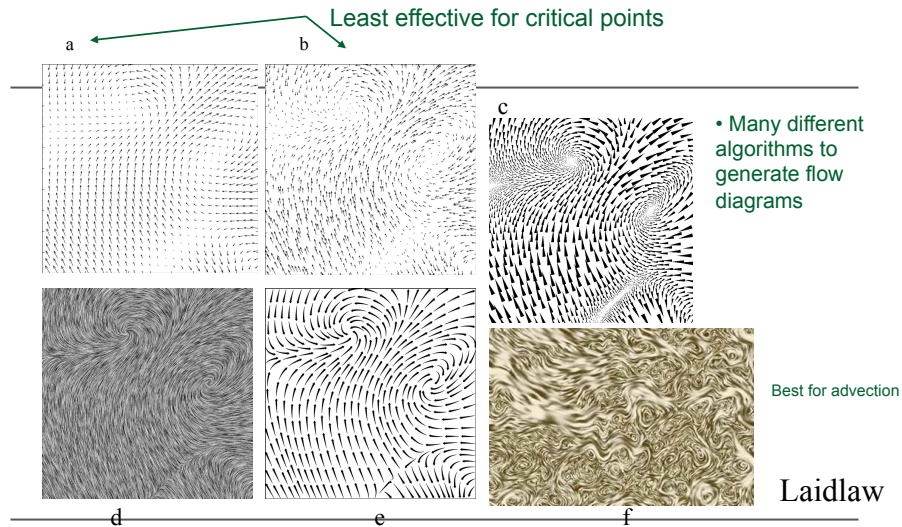 Least effective for critical points
a
b
c
• Many different
algorithms to
generate flow
diagrams
Best for advection
Laidlaw
d
e
f